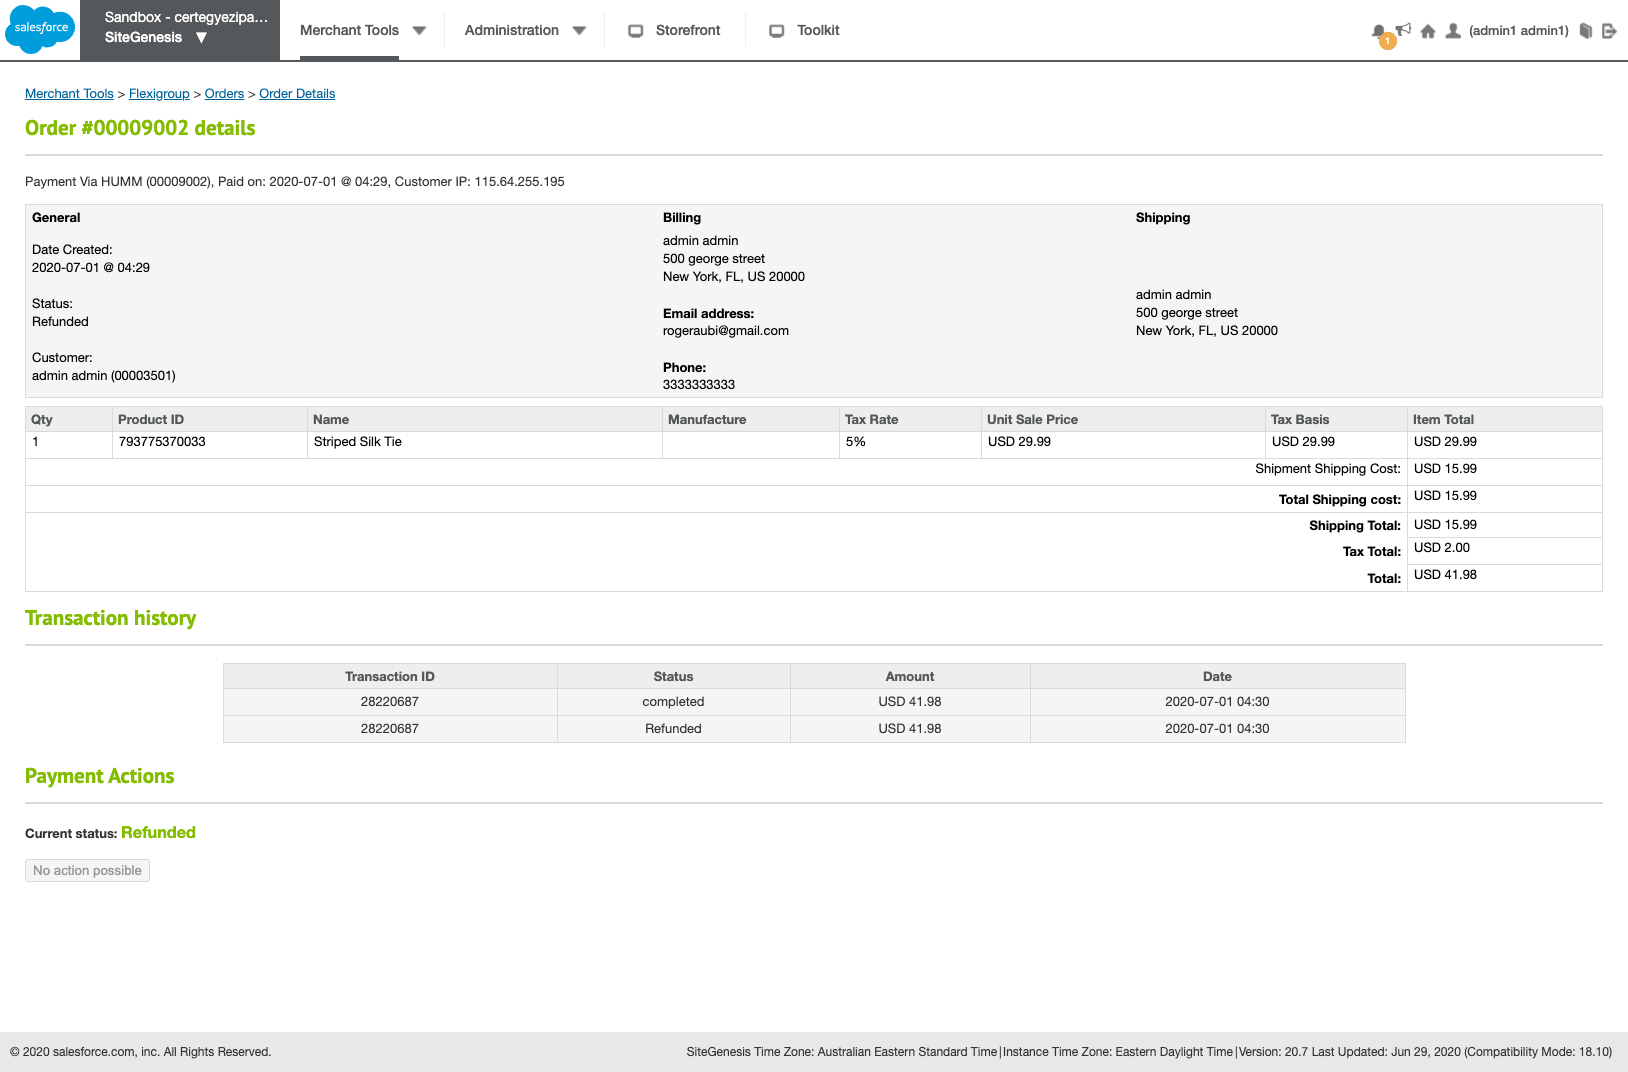 salesforce
Sandbox - certegyezipa...
SiteGenesis ▼
Merchant Tools
Administration
Storefront
Toolkit
1
(admin1 admin1)
Merchant Tools > Flexigroup > Orders > Order Details
Order #00009002 details
Payment Via HUMM (00009002), Paid on: 2020-07-01 @ 04:29, Customer IP: 115.64.255.195
General
Date Created:
2020-07-01 @ 04:29
Status:
Refunded
Customer:
admin admin (00003501)
Billing
admin admin
500 george street
New York, FL, US 20000
Email address:
rogeraubi@gmail.com
Phone:
3333333333
Shipping
admin admin
500 george street
New York, FL, US 20000
Qty Product ID Name Manufacture Tax Rate Unit Sale Price Tax Basis Item Total
1 793775370033 Striped Silk Tie 5% USD 29.99 USD 29.99 USD 29.99
Shipment Shipping Cost: USD 15.99
Total Shipping cost: USD 15.99
Shipping Total: USD 15.99
Tax Total: USD 2.00
Total: USD 41.98
Transaction history
Transaction ID Status Amount Date
28220687 completed USD 41.98 2020-07-01 04:30
28220687 Refunded USD 41.98 2020-07-01 04:30
Payment Actions
Current status: Refunded
No action possible
© 2020 salesforce.com, inc. All Rights Reserved.
SiteGenesis Time Zone: Australian Eastern Standard Time|Instance Time Zone: Eastern Daylight Time|Version: 20.7 Last Updated: Jun 29, 2020 (Compatibility Mode: 18.10)